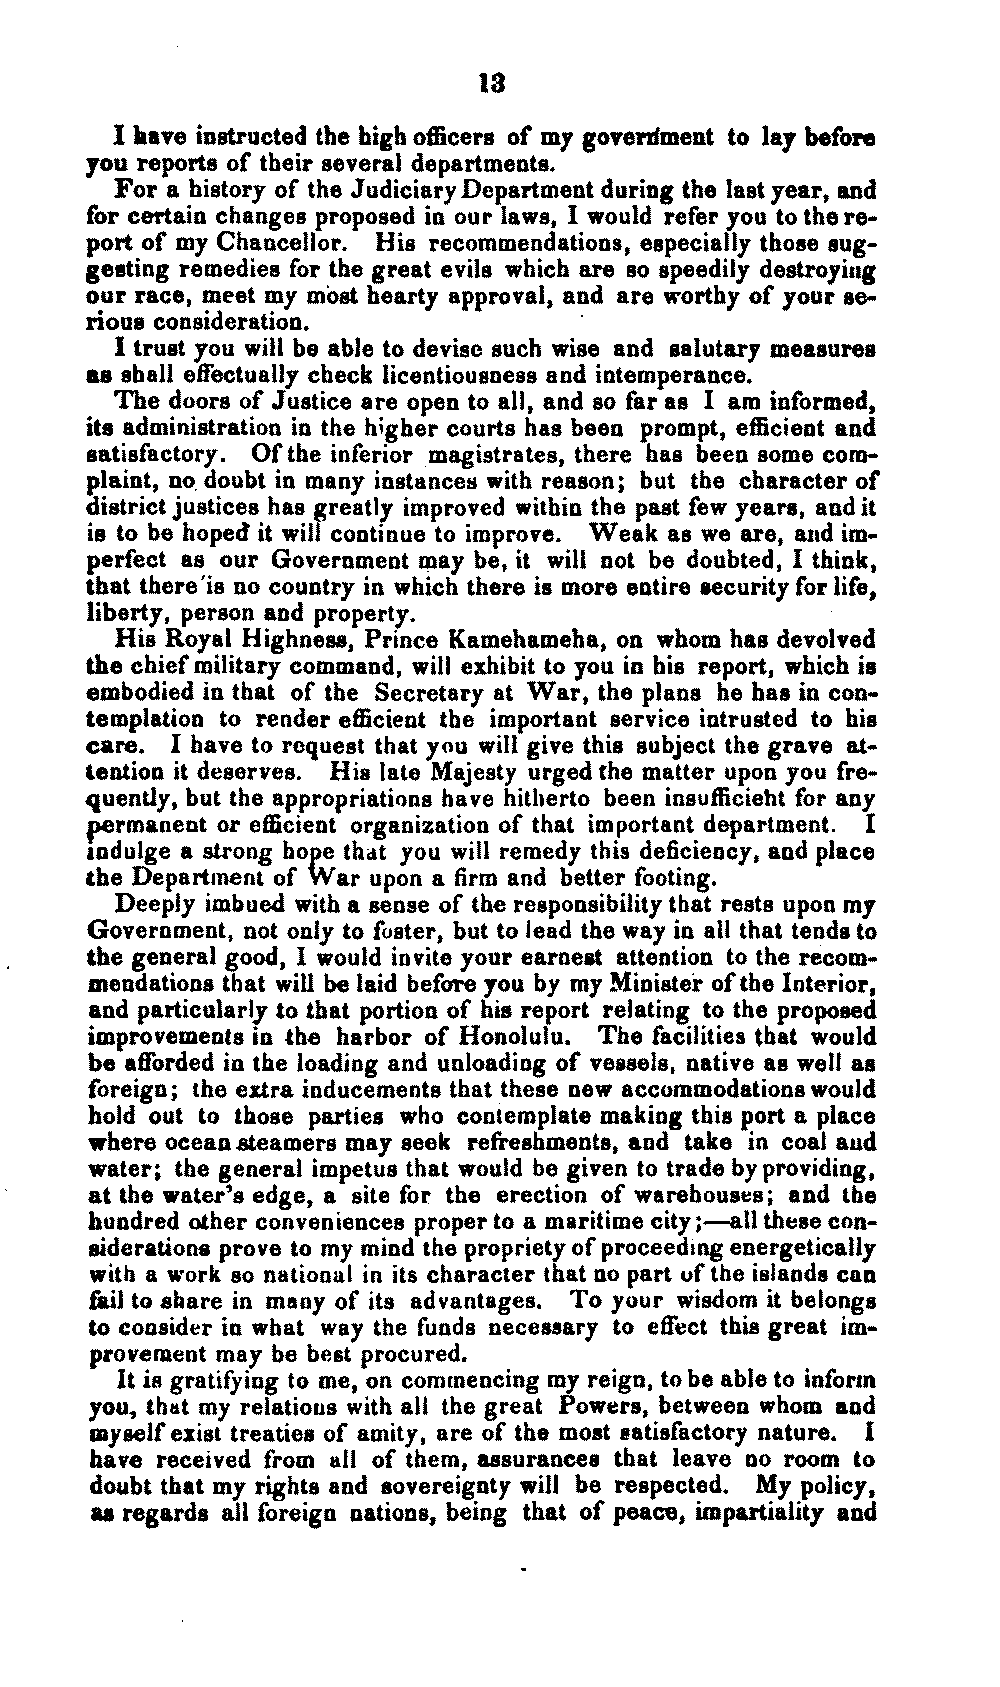 13
I have instructed the high officers of my government to lay before
you reports of their several departments.
For a history of the Judiciary Department during the last year, and
for certain changes proposed in our laws, I would refer you to the re-
port of my Chancellor. His recommendations, especially those sug-
gesting remedies for the great evils which are so speedily destroying
our race, meet my most hearty approval, and are worthy of your se-
rious consideration.
I trust you will be able to devise such wise and salutary measures
as shall effectually check licentiousness and intemperance.
The doors of Justice are open to all, and so far as I am informed,
its administration in the higher courts has been prompt, efficient and
satisfactory. Of the inferior magistrates, there has been some com-
plaint, no doubt in many instances with reason; but the character of
district justices has greatly improved within the past few years, and it
is to be hoped it will continue to improve. Weak as we are, and im-
perfect as our Government may be, it will not be doubted, I think,
that there is no country in which there is more entire security for life,
liberty, person and property.
His Royal Highness, Prince Kamehameha, on whom has devolved
the chief military command, will exhibit to you in his report, which is
embodied in that of the Secretary at War, the plans he has in con-
templation to render efficient the important service intrusted to his
care. I have to request that you will give this subject the grave at-
tention it deserves. His late Majesty urged the matter upon you fre-
quently, but the appropriations have hitherto been insufficient for any
permanent or efficient organization of that important department. I
indulge a strong hope that you will remedy this deficiency, and place
the Department of War upon a firm and better footing.
Deeply imbued with a sense of the responsibility that rests upon my
Government, not only to foster, but to lead the way in all that tends to
the general good, I would invite your earnest attention to the recom-
mendations that will be laid before you by my Minister of the Interior,
and particularly to that portion of his report relating to the proposed
improvements in the harbor of Honolulu. The facilities that would
be afforded in the loading and unloading of vessels, native as well as
foreign; the extra inducements that these new accommodations would
hold out to those parties who contemplate making this port a place
where ocean steamers may seek refreshments, and take in coal and
water; the general impetus that would be given to trade by providing,
at the water's edge, a site for the erection of warehouses; and the
hundred other conveniences proper to a maritime city;—all these con-
siderations prove to my mind the propriety of proceeding energetically
with a work so national in its character that no part of the islands can
fail to share in many of its advantages. To your wisdom it belongs
to consider in what way the funds necessary to effect this great im-
provement may be best procured.
It is gratifying to me, on commencing my reign, to be able to inform
you, that my relations with all the great Powers, between whom and
myself exist treaties of amity, are of the most satisfactory nature. I
have received from all of them, assurances that leave no room to
doubt that my rights and sovereignty will be respected. My policy,
as regards all foreign nations, being that of peace, impartiality and